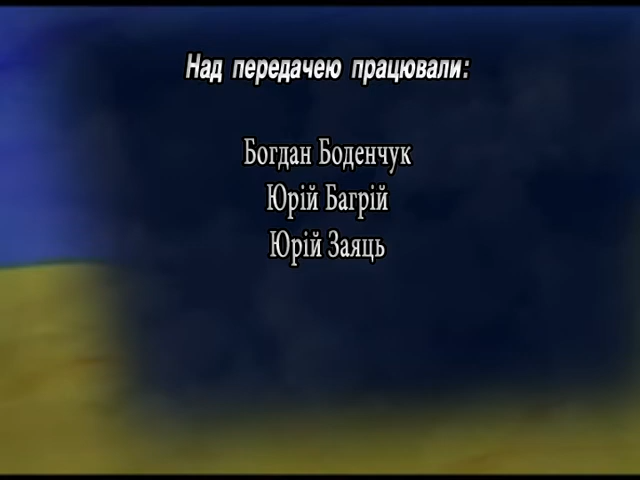 Над передачею працювали:
Богдан Боденчук
Юрій Багрій
Юрій Заяць